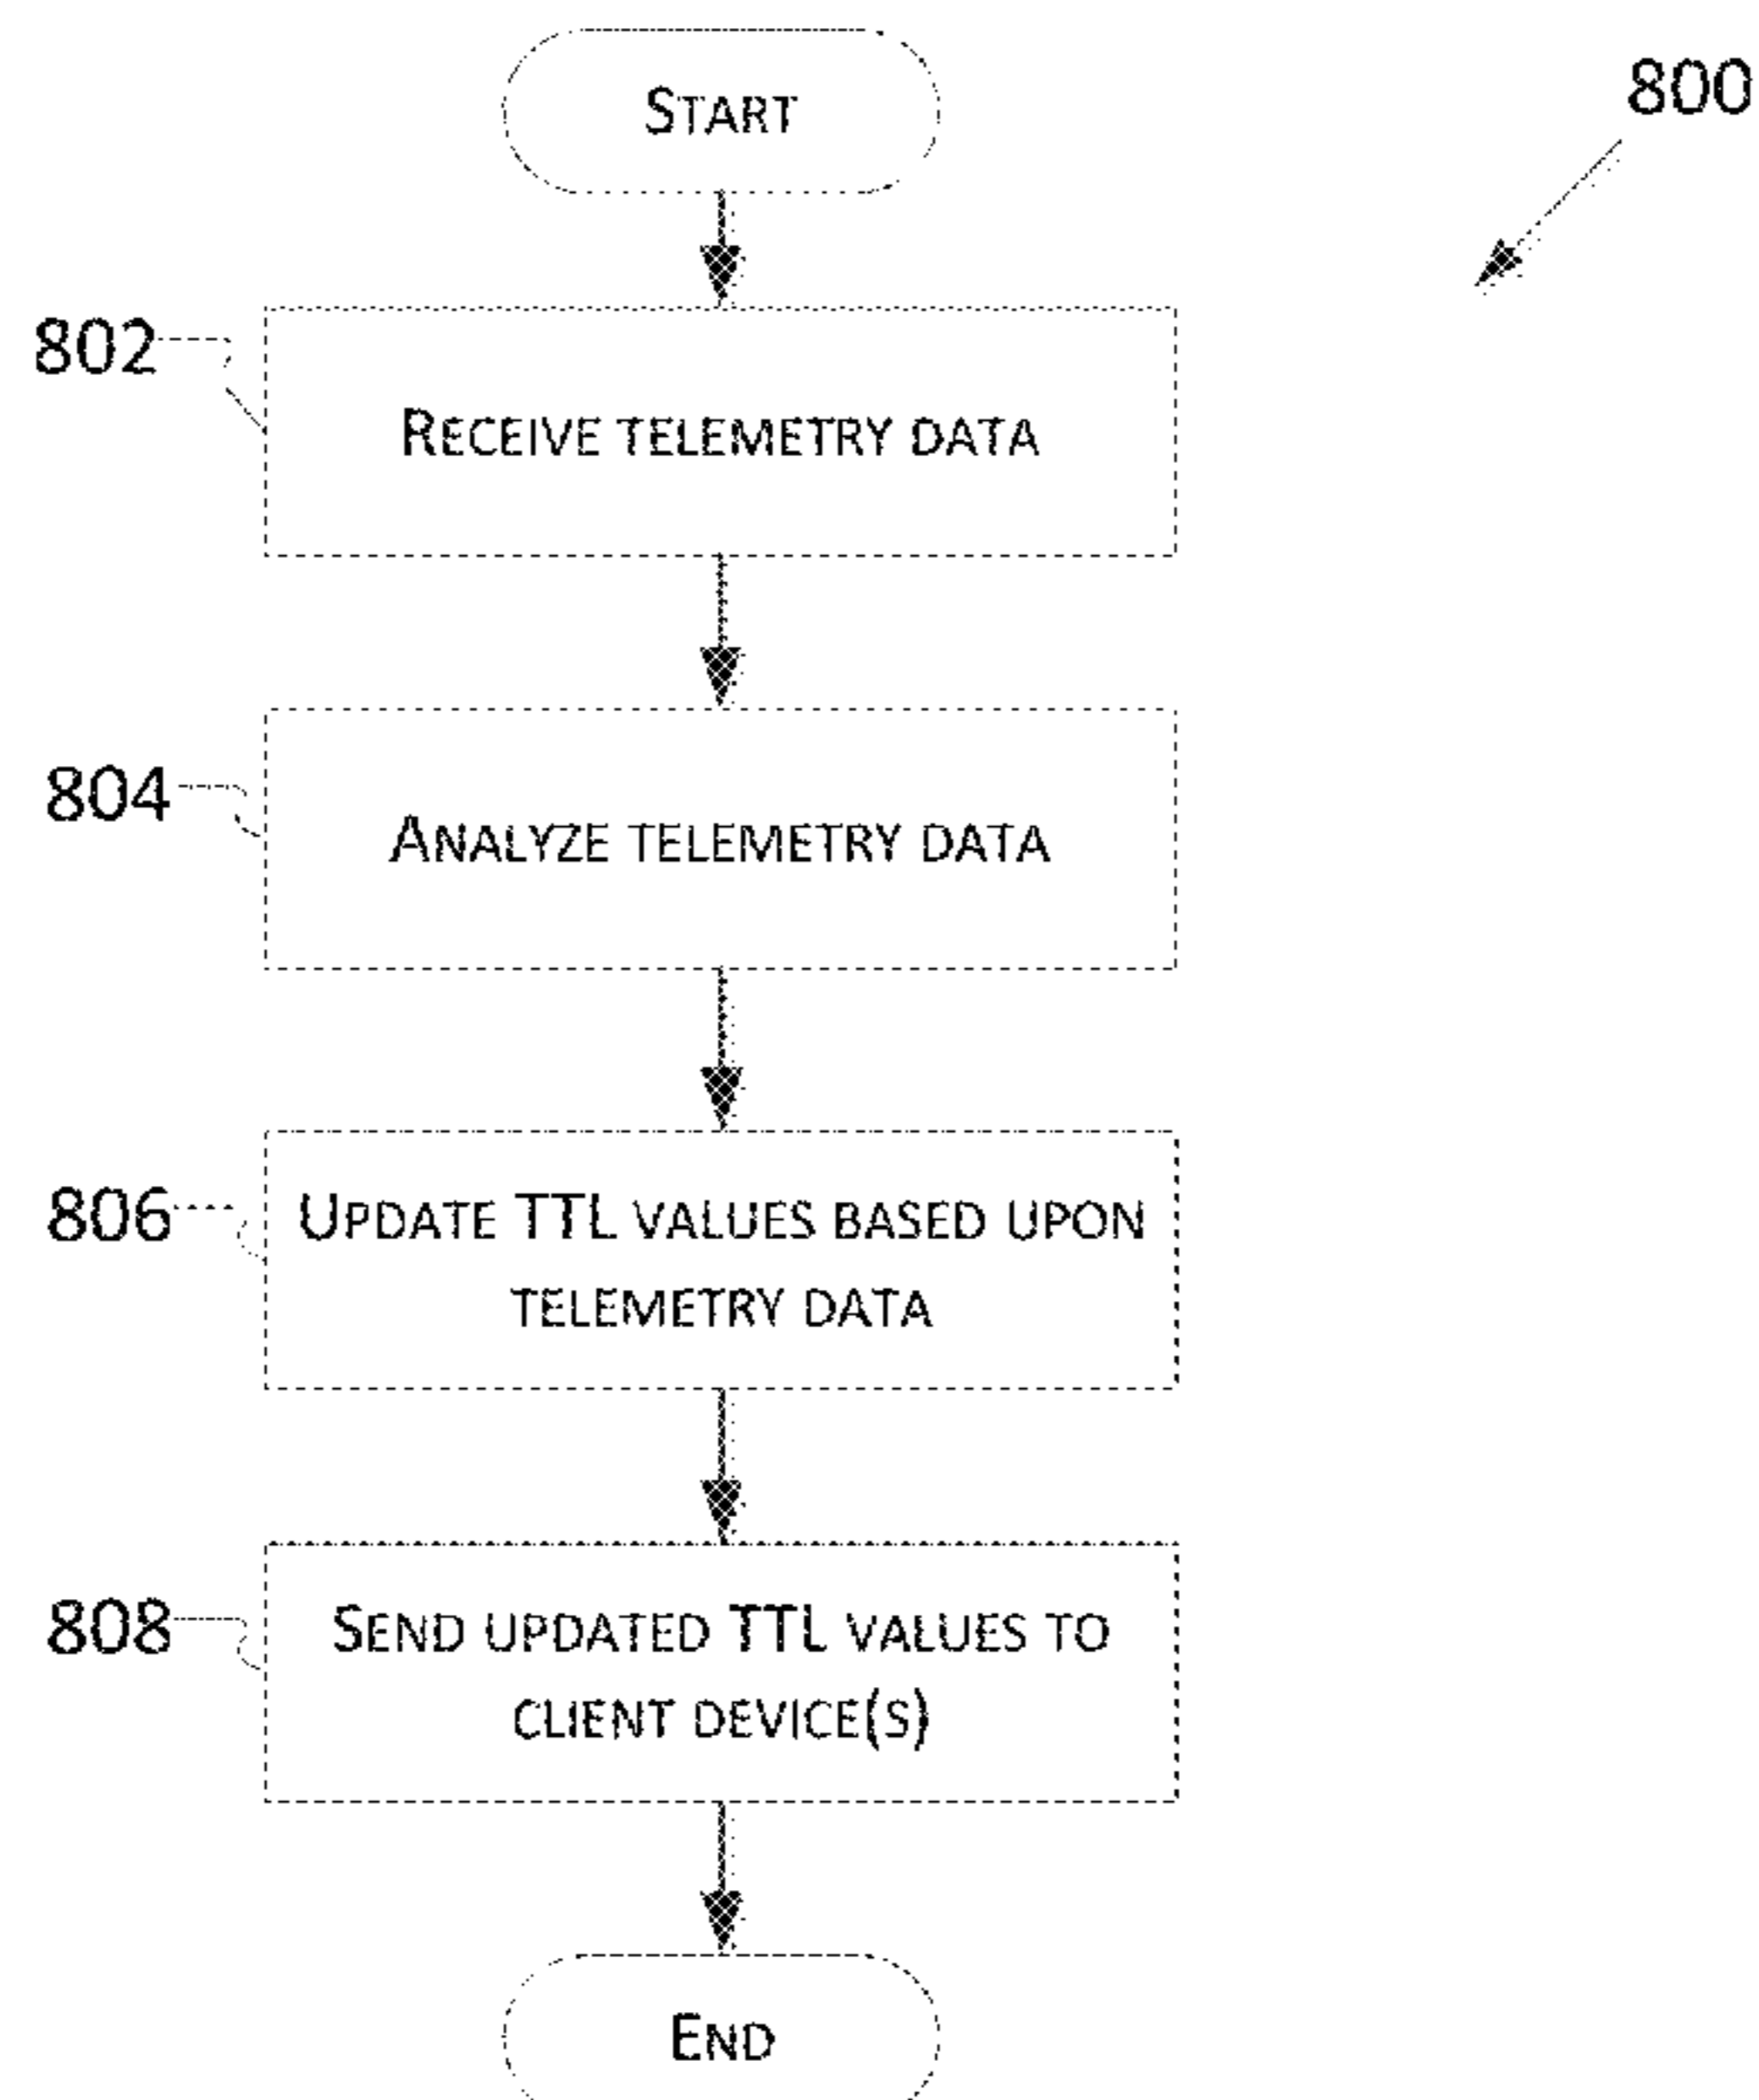 START
800
802
RECEIVE TELEMETRY DATA
804
ANALYZE TELEMETRY DATA
806
UPDATE TTL VALUES BASED UPON
TELEMETRY DATA
808
SEND UPDATED TTL VALUES TO
CLIENT DEVICE(S)
END